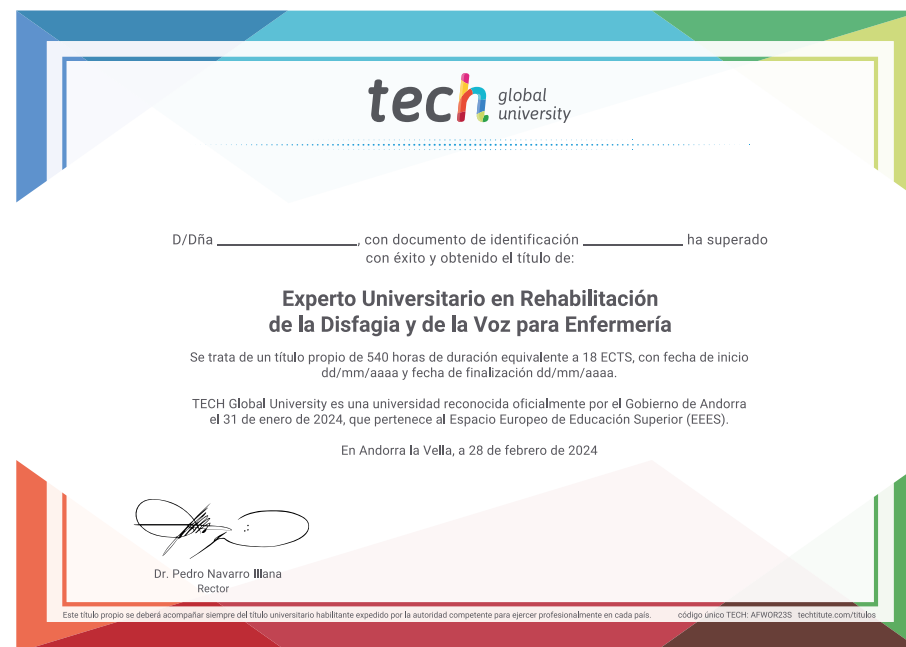 tech global university
D/Dña ____________________, con documento de identificación ______________ ha superado
con éxito y obtenido el título de:
Experto Universitario en Rehabilitación
de la Disfagia y de la Voz para Enfermería
Se trata de un título propio de 540 horas de duración equivalente a 18 ECTS, con fecha de inicio
dd/mm/aaaa y fecha de finalización dd/mm/aaaa.
TECH Global University es una universidad reconocida oficialmente por el Gobierno de Andorra
el 31 de enero de 2024, que pertenece al Espacio Europeo de Educación Superior (EEES).
En Andorra la Vella, a 28 de febrero de 2024
Dr. Pedro Navarro Illana
Rector
Este título propio se deberá acompañar siempre del título universitario habilitante expedido por la autoridad competente para ejercer profesionalmente en cada país. código único TECH: AFWOR23S techtitute.com/titulos